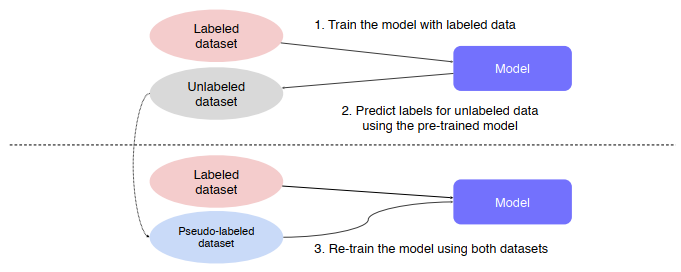 Labeled
dataset
1. Train the model with labeled data
Model
Unlabeled
dataset
2. Predict labels for unlabeled data
using the pre-trained model
Labeled
dataset
Model
Pseudo-labeled
dataset
3. Re-train the model using both datasets